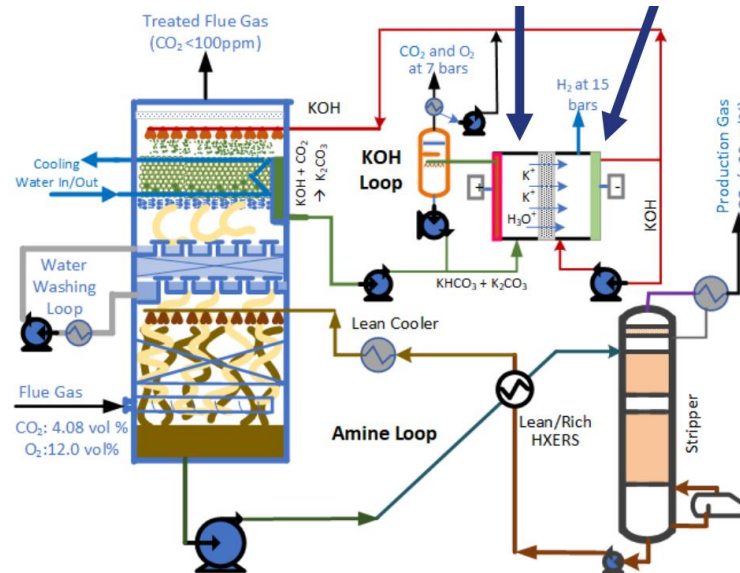 Treated Flue Gas
(CO₂ <100ppm)
CO₂ and O₂
at 7 bars
H₂ at 15
bars
KOH
Cooling
Water In/Out
KOH + CO₂
→ K₂CO₃
KOH
Loop
+
K⁺
K⁺
H₃O⁺
-
KOH
Production Gas
Water
Washing
Loop
KHCO₃ + K₂CO₃
Lean Cooler
Flue Gas
CO₂: 4.08 vol %
O₂:12.0 vol%
Amine Loop
Lean/Rich
HXERS
Stripper